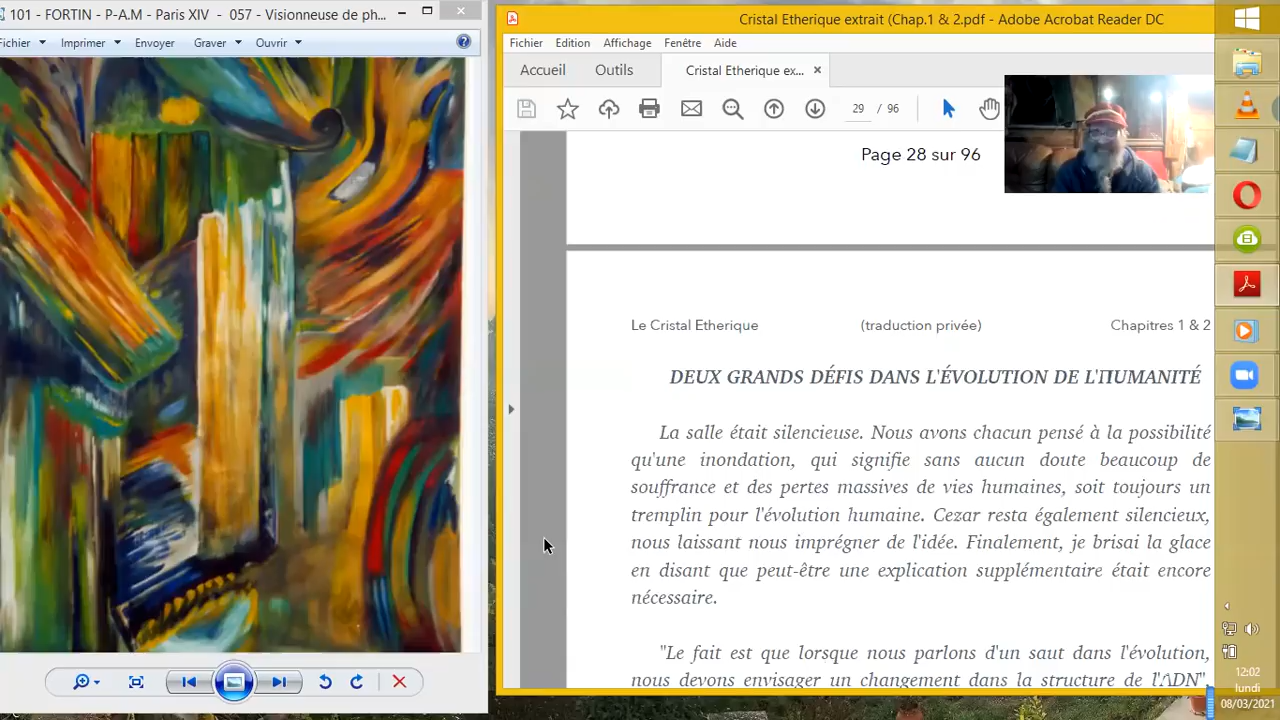 101 - FORTIN - P-A-M - Paris XIV - 057 - Visionneuse de ph...
Fichier Imprimer Envoyer Graver Ouvrir
Cristal Etherique extrait (Chap.1 & 2.pdf - Adobe Acrobat Reader DC
Fichier Edition Affichage Fenêtre Aide
Accueil Outils Cristal Etherique ex...
29 / 96
Page 28 sur 96
Le Cristal Etherique (traduction privée) Chapitres 1 & 2
DEUX GRANDS DÉFIS DANS L'ÉVOLUTION DE L'HUMANITÉ
La salle était silencieuse. Nous avons chacun pensé à la possibilité
qu'une inondation, qui signifie sans aucun doute beaucoup de
souffrance et des pertes massives de vies humaines, soit toujours un
tremplin pour l'évolution humaine. Cezar resta également silencieux,
nous laissant nous imprégner de l'idée. Finalement, je brisai la glace
en disant que peut-être une explication supplémentaire était encore
nécessaire.
"Le fait est que lorsque nous parlons d'un saut dans l'évolution,
nous devons envisager un changement dans la structure de l'ADN",
12:02
lundi
08/03/2021